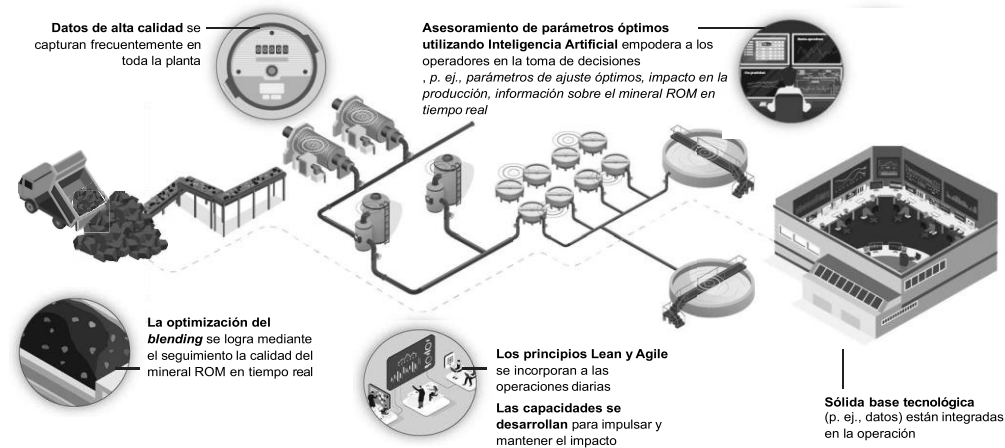 Datos de alta calidad se
capturan frecuentemente en
toda la planta
Asesoramiento de parámetros óptimos
utilizando Inteligencia Artificial empodera a los
operadores en la toma de decisiones
, p. ej., parámetros de ajuste óptimos, impacto en la
producción, información sobre el mineral ROM en
tiempo real
La optimización del
blending se logra mediante
el seguimiento la calidad del
mineral ROM en tiempo real
Los principios Lean y Agile
se incorporan a las
operaciones diarias
Las capacidades se
desarrollan para impulsar y
mantener el impacto
Sólida base tecnológica
(p. ej., datos) están integradas
en la operación